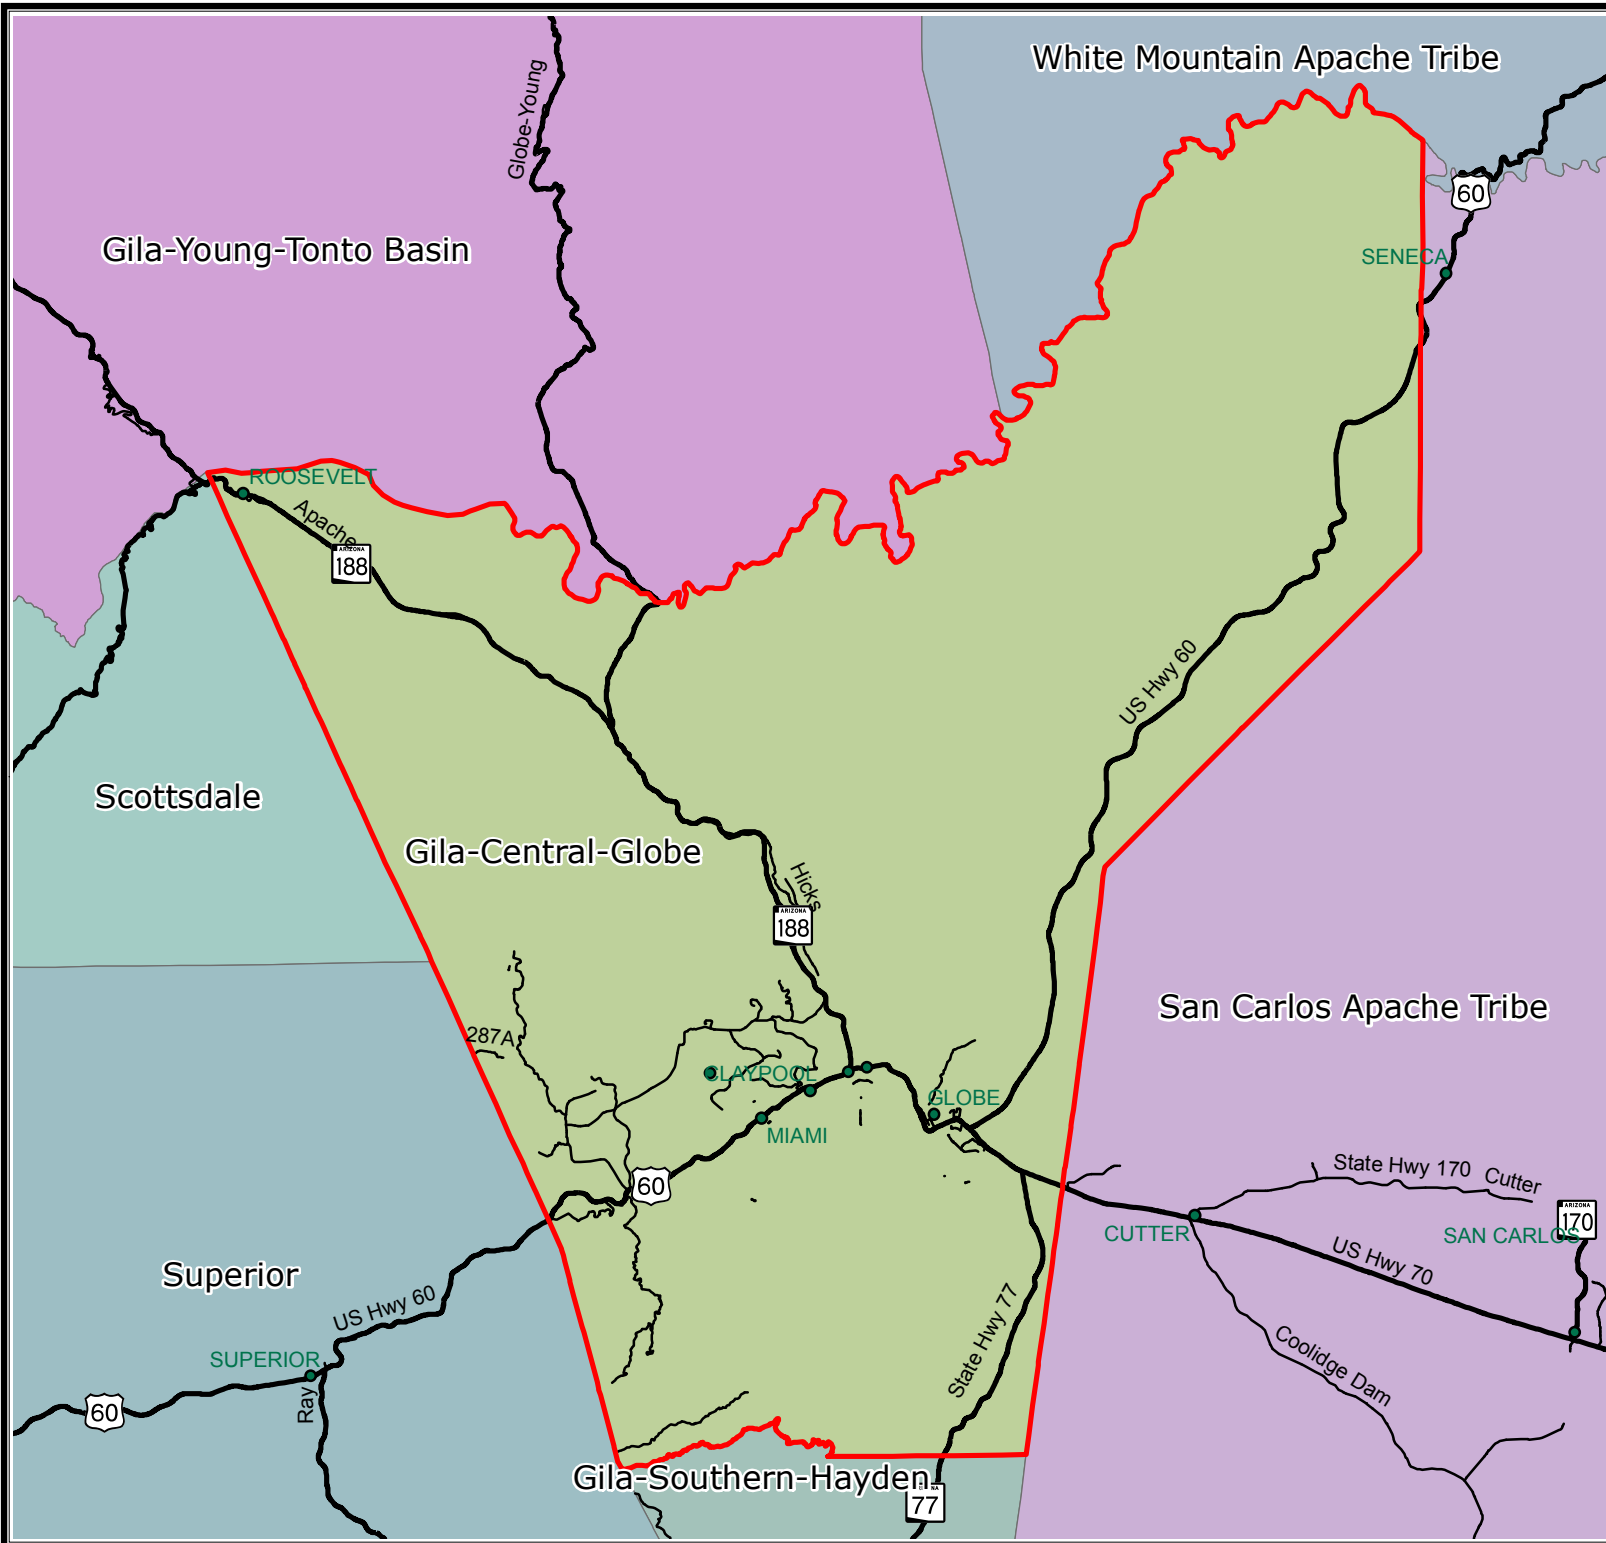 White Mountain Apache Tribe
Globe-Young
60
Gila-Young-Tonto Basin
SENECA
ROOSEVELT
Apache
ARIZONA
188
US Hwy 60
Scottsdale
Gila-Central-Globe
Hicks
ARIZONA
188
San Carlos Apache Tribe
287A
CLAYPOOL
GLOBE
MIAMI
60
State Hwy 170
Cutter
ARIZONA
170
CUTTER
SAN CARLOS
US Hwy 70
Superior
US Hwy 60
State Hwy 77
Coolidge Dam
SUPERIOR
Ray
60
Gila-Southern-Hayden
77